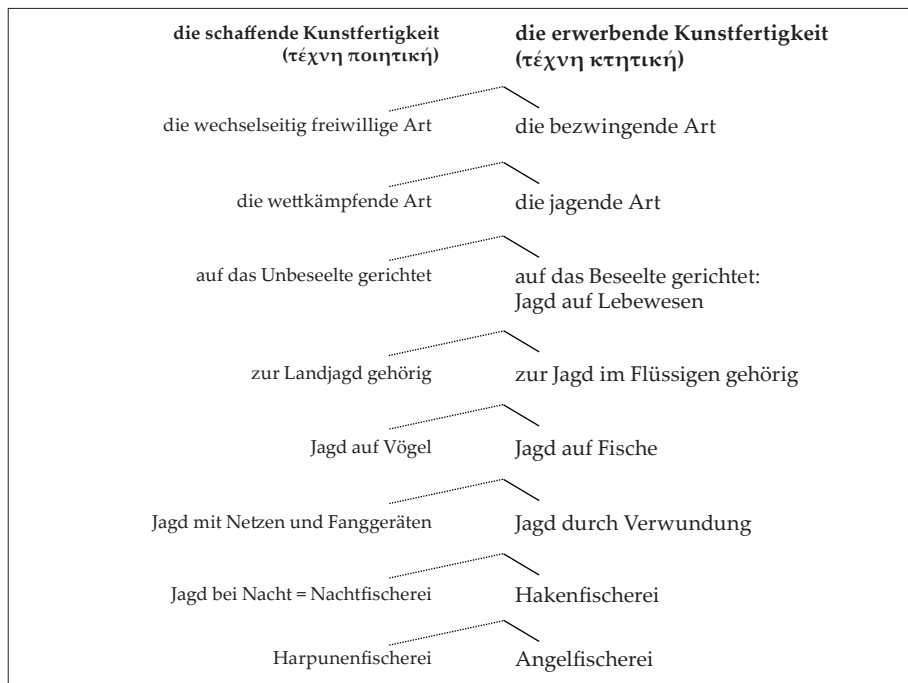 die schaffende Kunstfertigkeit
(τέχνη ποιητική)
die erwerbende Kunstfertigkeit
(τέχνη κτητική)
die wechselseitig freiwillige Art
die bezwingende Art
die wettkämpfende Art
die jagende Art
auf das Unbeseelte gerichtet
auf das Beseelte gerichtet:
Jagd auf Lebewesen
zur Landjagd gehörig
zur Jagd im Flüssigen gehörig
Jagd auf Vögel
Jagd auf Fische
Jagd mit Netzen und Fanggeräten
Jagd durch Verwundung
Jagd bei Nacht = Nachtfischerei
Hakenfischerei
Harpunenfischerei
Angelfischerei